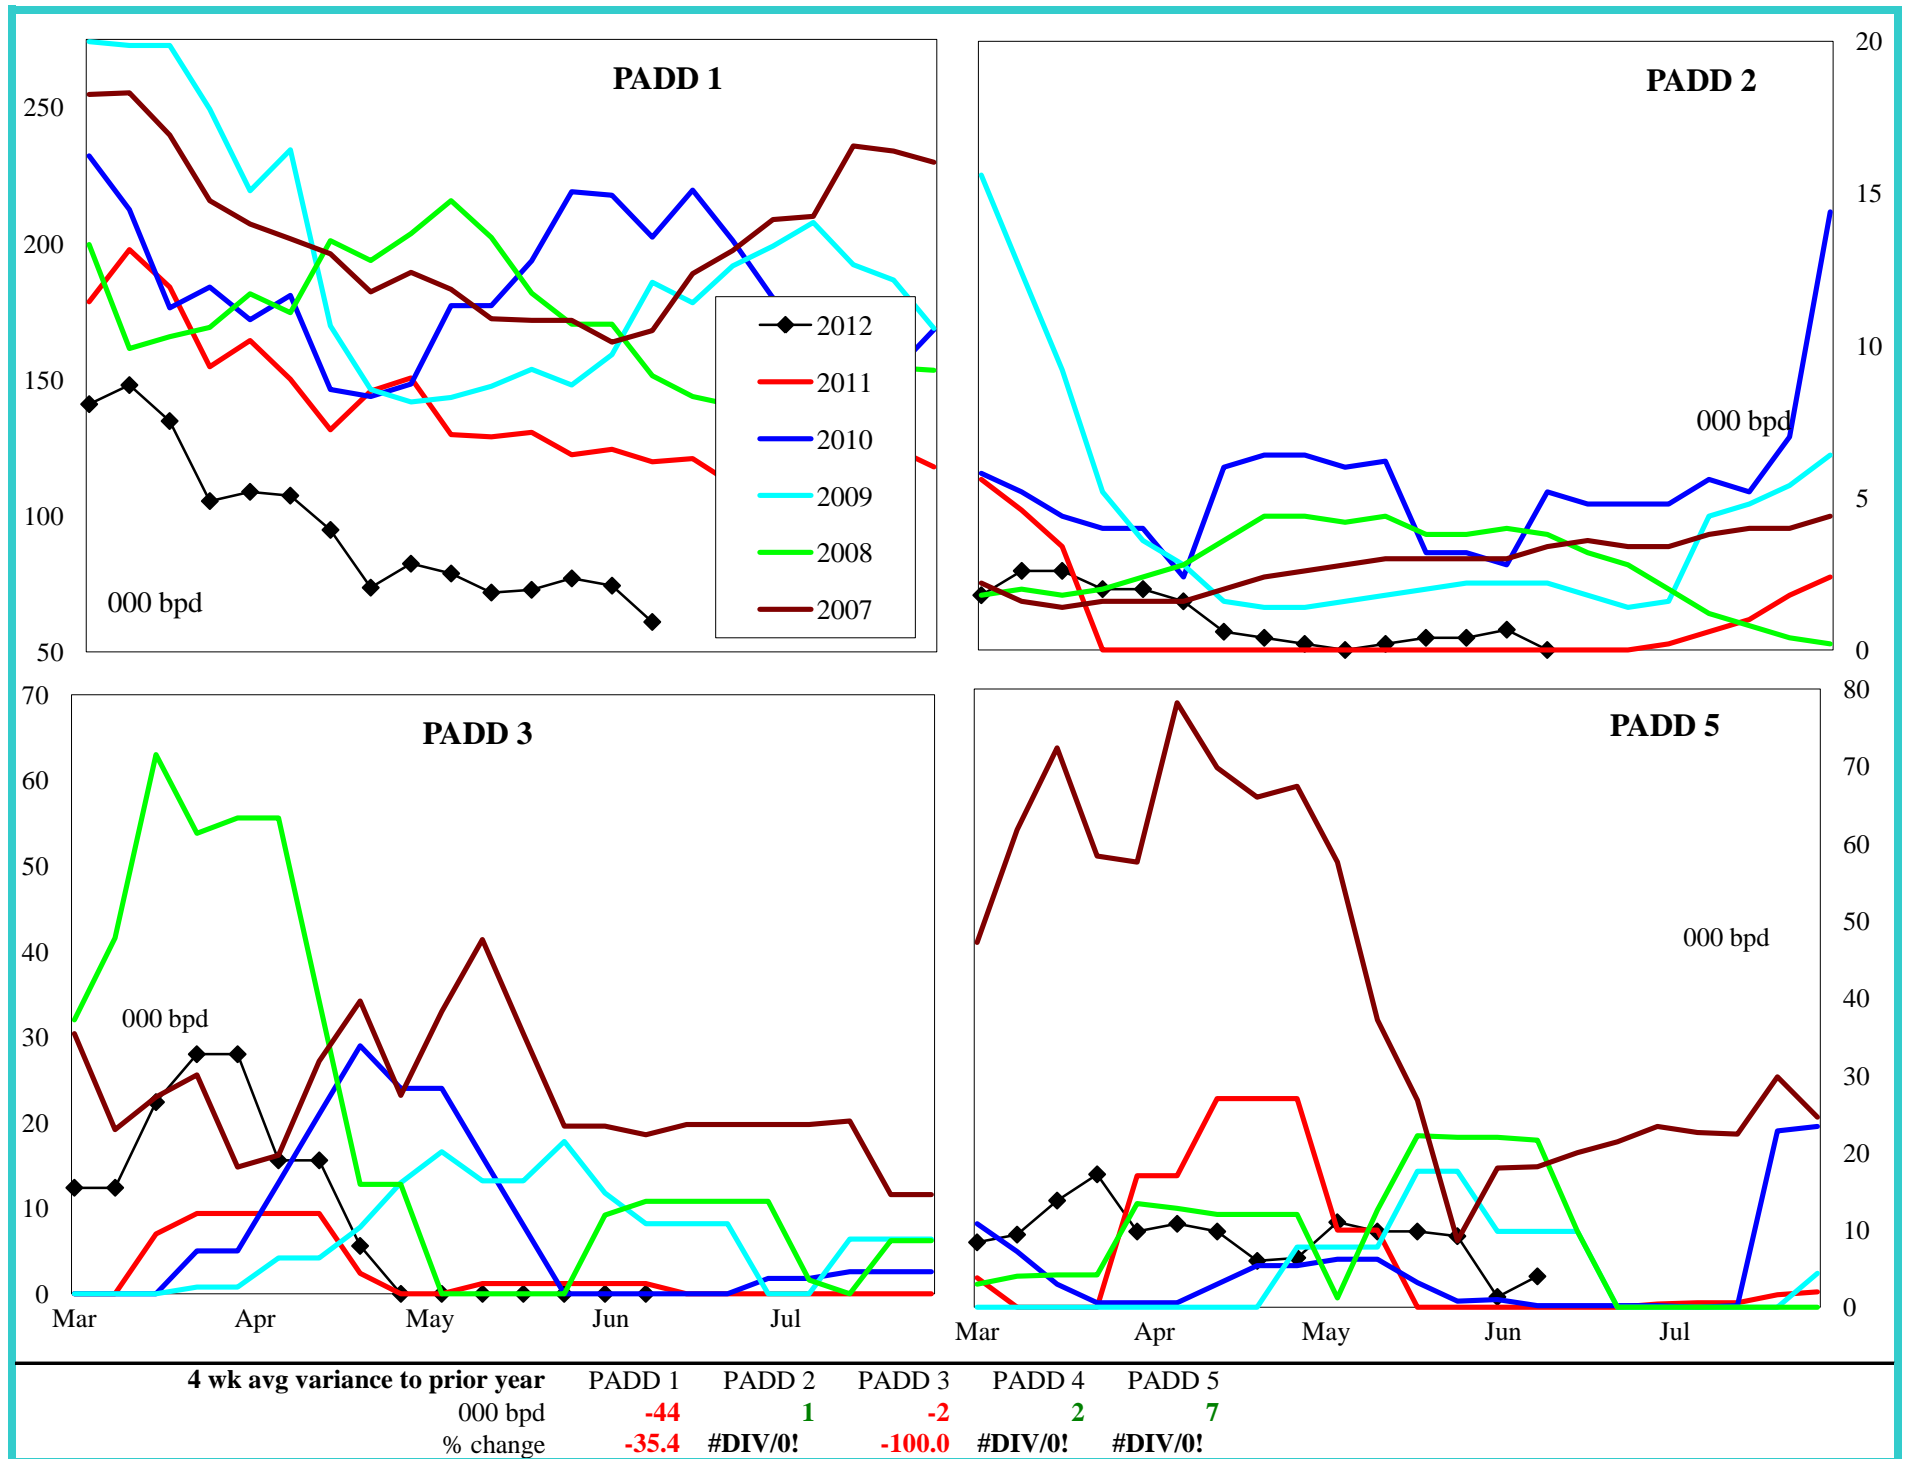 PADD 1
250
200
150
100
50
000 bpd
2012
2011
2010
2009
2008
2007
PADD 2
20
15
10
5
0
000 bpd
PADD 3
70
60
50
40
30
20
10
0
000 bpd
Mar Apr May Jun Jul
PADD 5
80
70
60
50
40
30
20
10
0
000 bpd
Mar Apr May Jun Jul
4 wk avg variance to prior year PADD 1 PADD 2 PADD 3 PADD 4 PADD 5
000 bpd -44 1 -2 2 7
% change -35.4 #DIV/0! -100.0 #DIV/0! #DIV/0!